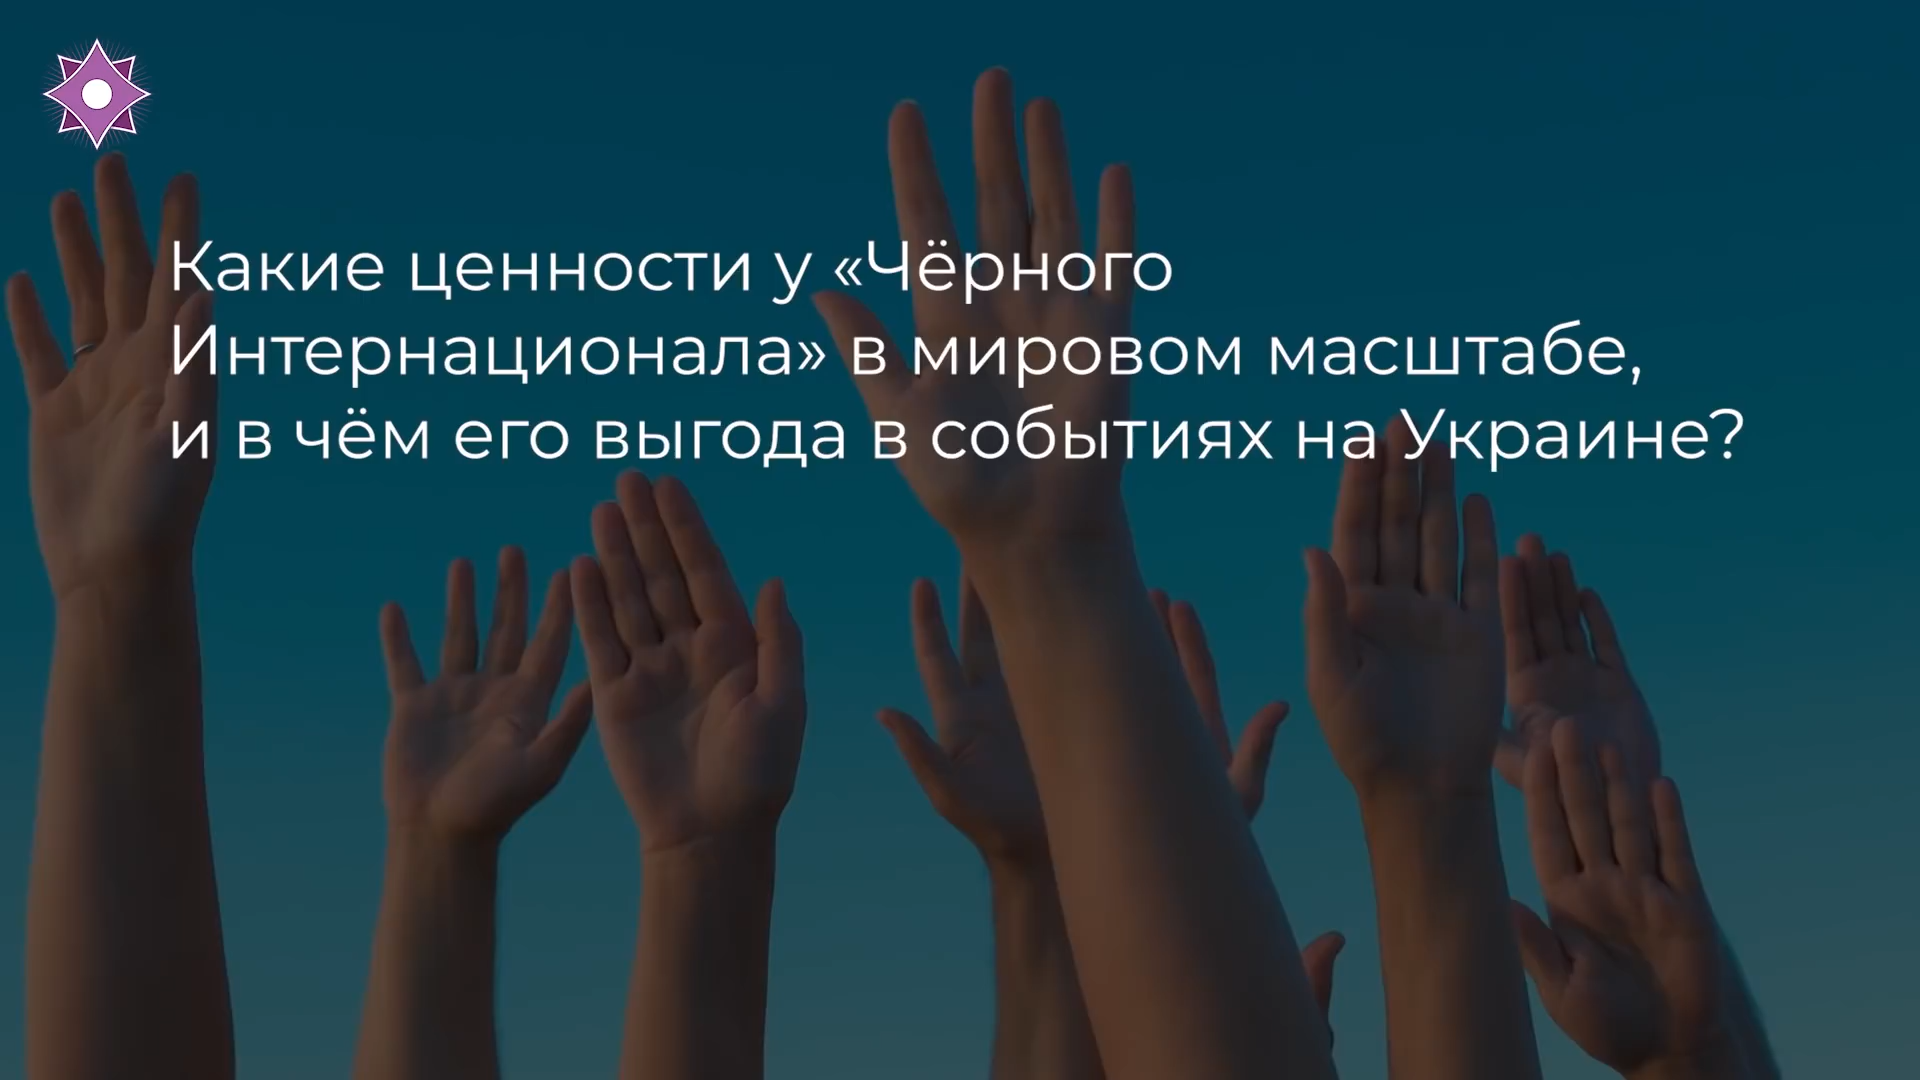 Какие ценности у «Чёрного
Интернационала» в мировом масштабе,
и в чём его выгода в событиях на Украине?